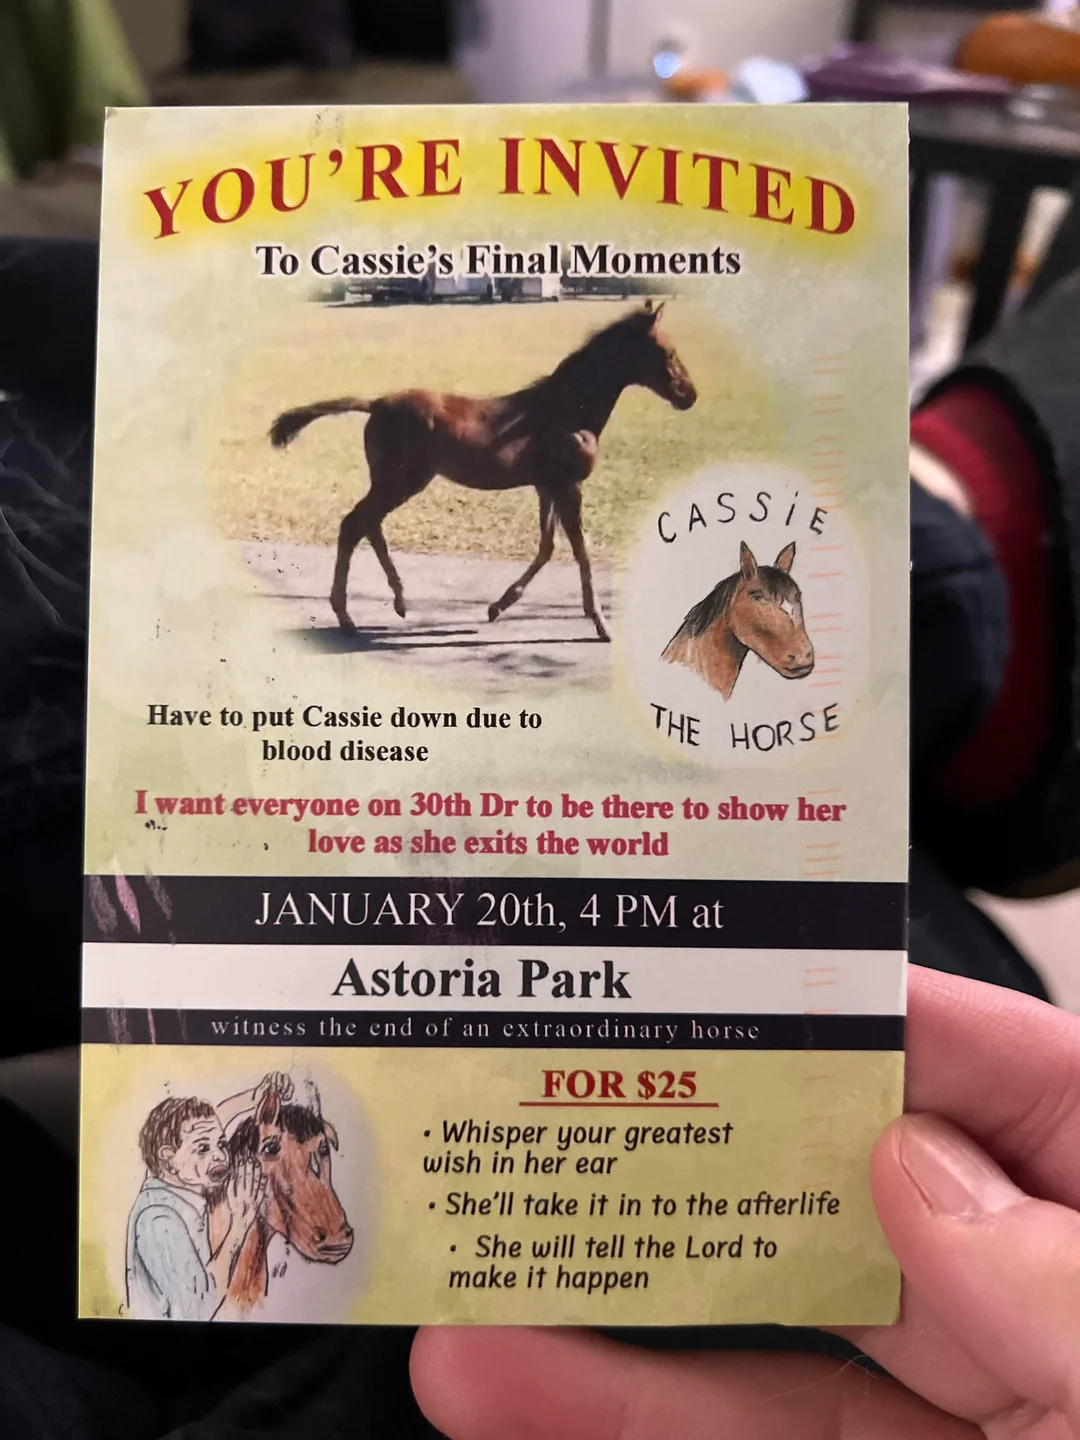 YOU'RE INVITED
To Cassie's Final Moments
CASSiE
THE HORSE
Have to put Cassie down due to
blood disease
I want everyone on 30th Dr to be there to show her
love as she exits the world
JANUARY 20th, 4 PM at
Astoria Park
witness the end of an extraordinary horse
FOR $25
• Whisper your greatest
wish in her ear
• She'll take it in to the afterlife
• She will tell the Lord to
make it happen